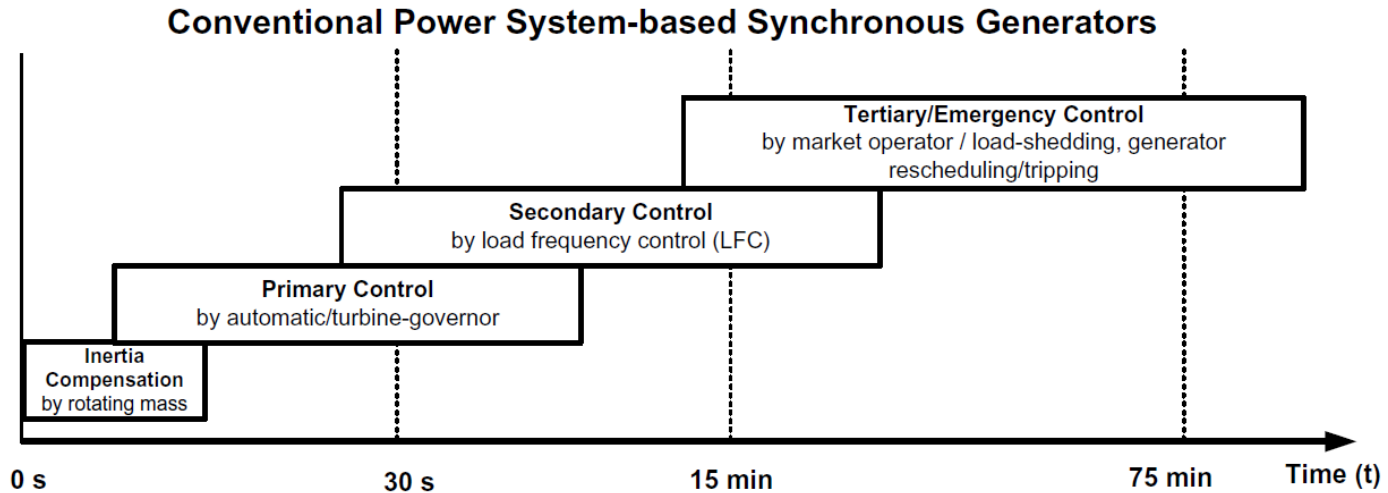 Conventional Power System-based Synchronous Generators
Tertiary/Emergency Control
by market operator / load-shedding, generator
rescheduling/tripping
Secondary Control
by load frequency control (LFC)
Primary Control
by automatic/turbine-governor
Inertia
Compensation
by rotating mass
0 s
30 s
15 min
75 min
Time (t)